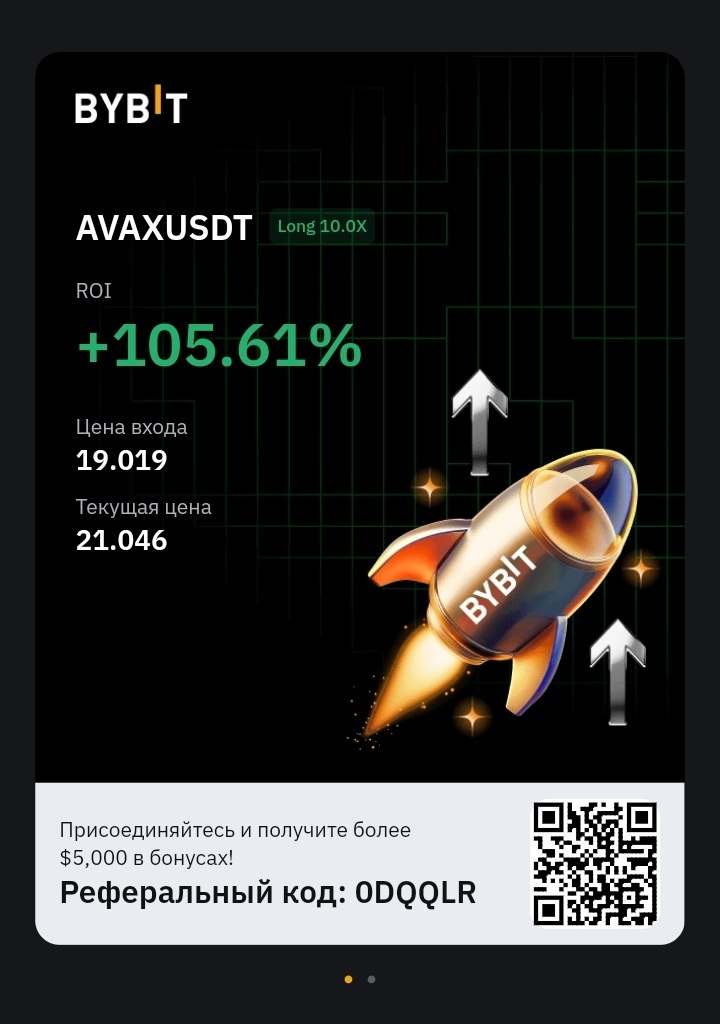 BYBIT
AVAXUSDT Long 10.0X
ROI
+105.61%
Цена входа
19.019
Текущая цена
21.046
BYBIT
Присоединяйтесь и получите более
$5,000 в бонусах!
Реферальный код: 0DQQLR